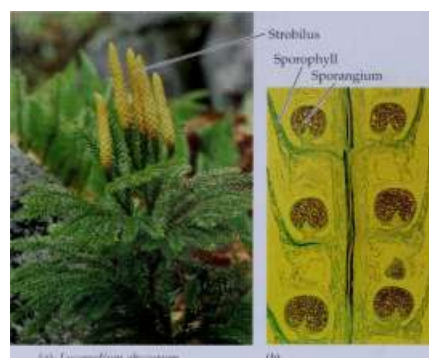 Strobilus
Sporophyll
Sporangium
(a) Lycopodium obscurum
(b)